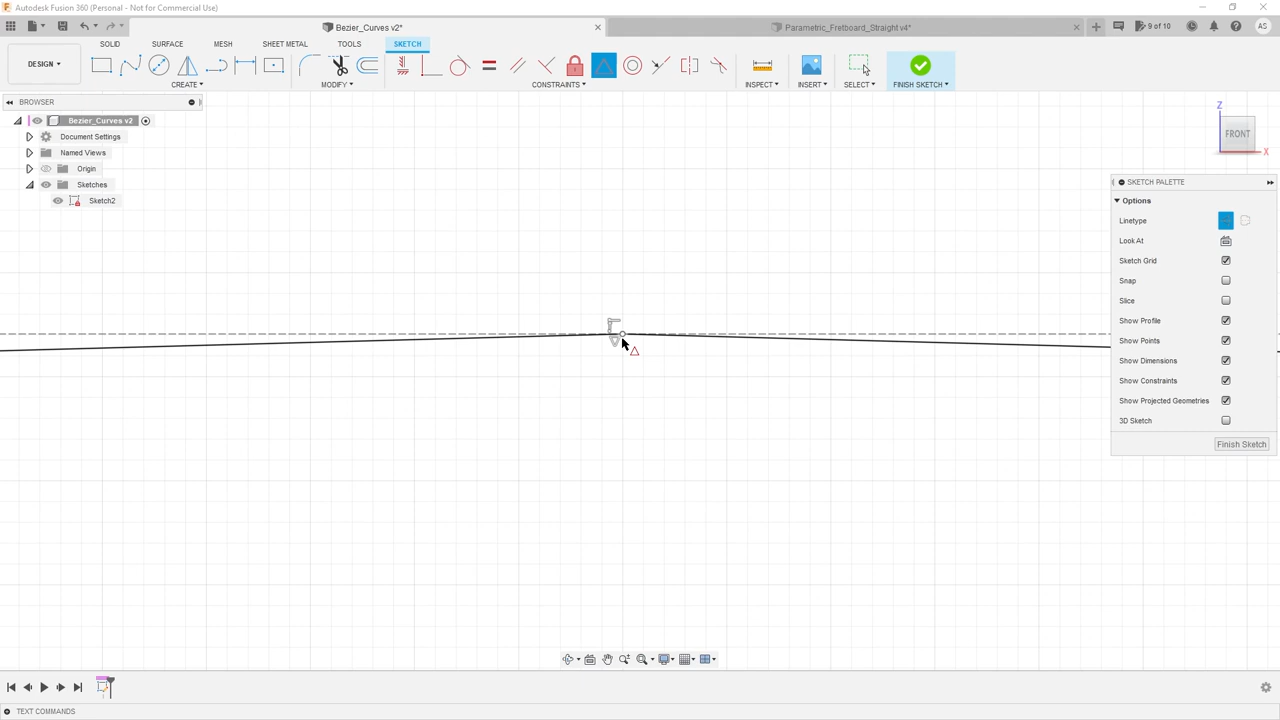 Autodesk Fusion 360 (Personal - Not for Commercial Use)
Bezier_Curves v2*
Parametric_Fretboard_Straight v4*
9 of 10
AS
SOLID
SURFACE
MESH
SHEET METAL
TOOLS
SKETCH
DESIGN
CREATE
MODIFY
CONSTRAINTS
INSPECT
INSERT
SELECT
FINISH SKETCH
BROWSER
Bezier_Curves v2
Document Settings
Named Views
Origin
Sketches
Sketch2
Z
FRONT
X
SKETCH PALETTE
Options
Linetype
Look At
Sketch Grid
Snap
Slice
Show Profile
Show Points
Show Dimensions
Show Constraints
Show Projected Geometries
3D Sketch
Finish Sketch
TEXT COMMANDS